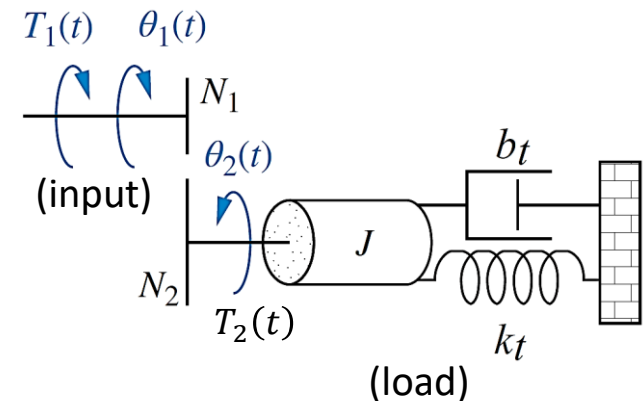 T₁(t) θ₁(t)
N₁
(input)
θ₂(t)
N₂
T₂(t)
J
bₜ
kₜ
(load)